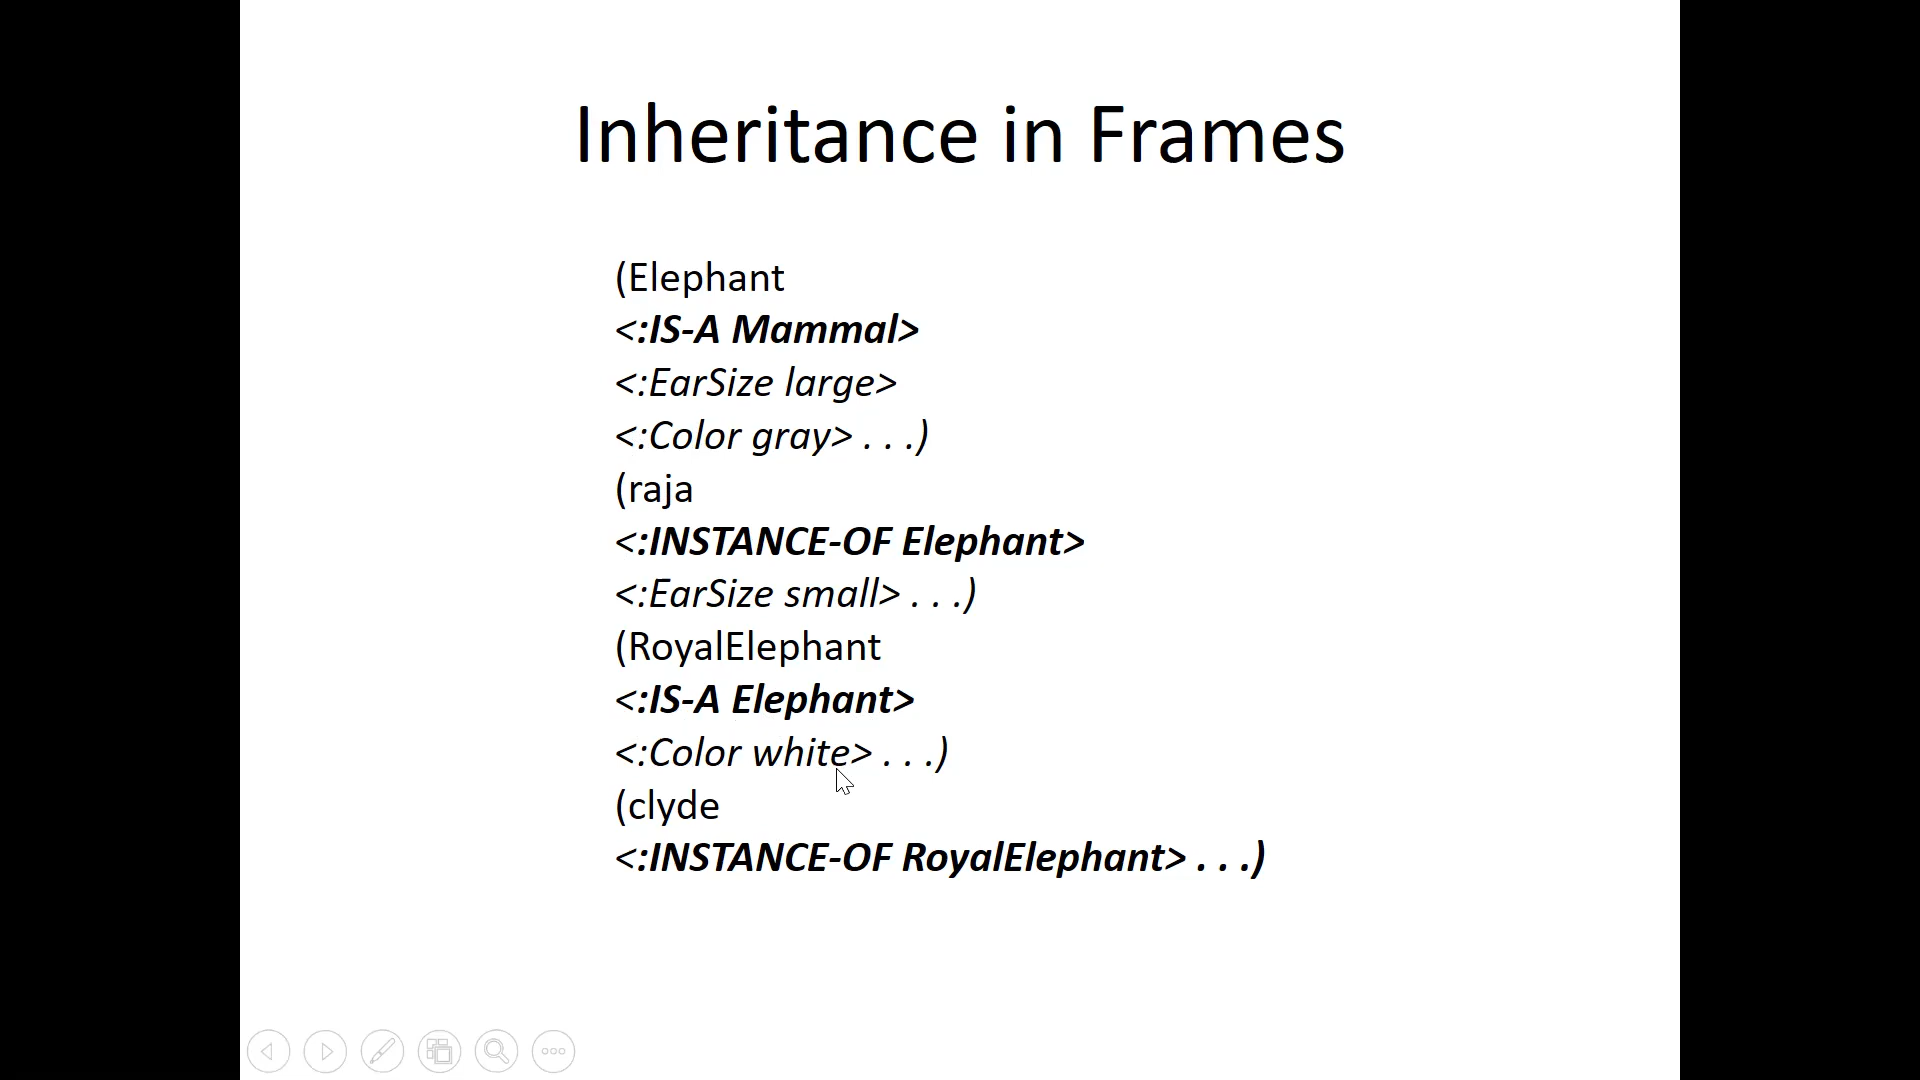 Inheritance in Frames
(Elephant
<:IS-A Mammal>
<:EarSize large>
<:Color gray> . . .)
(raja
<:INSTANCE-OF Elephant>
<:EarSize small> . . .)
(RoyalElephant
<:IS-A Elephant>
<:Color white> . . .)
(clyde
<:INSTANCE-OF RoyalElephant> . . .)